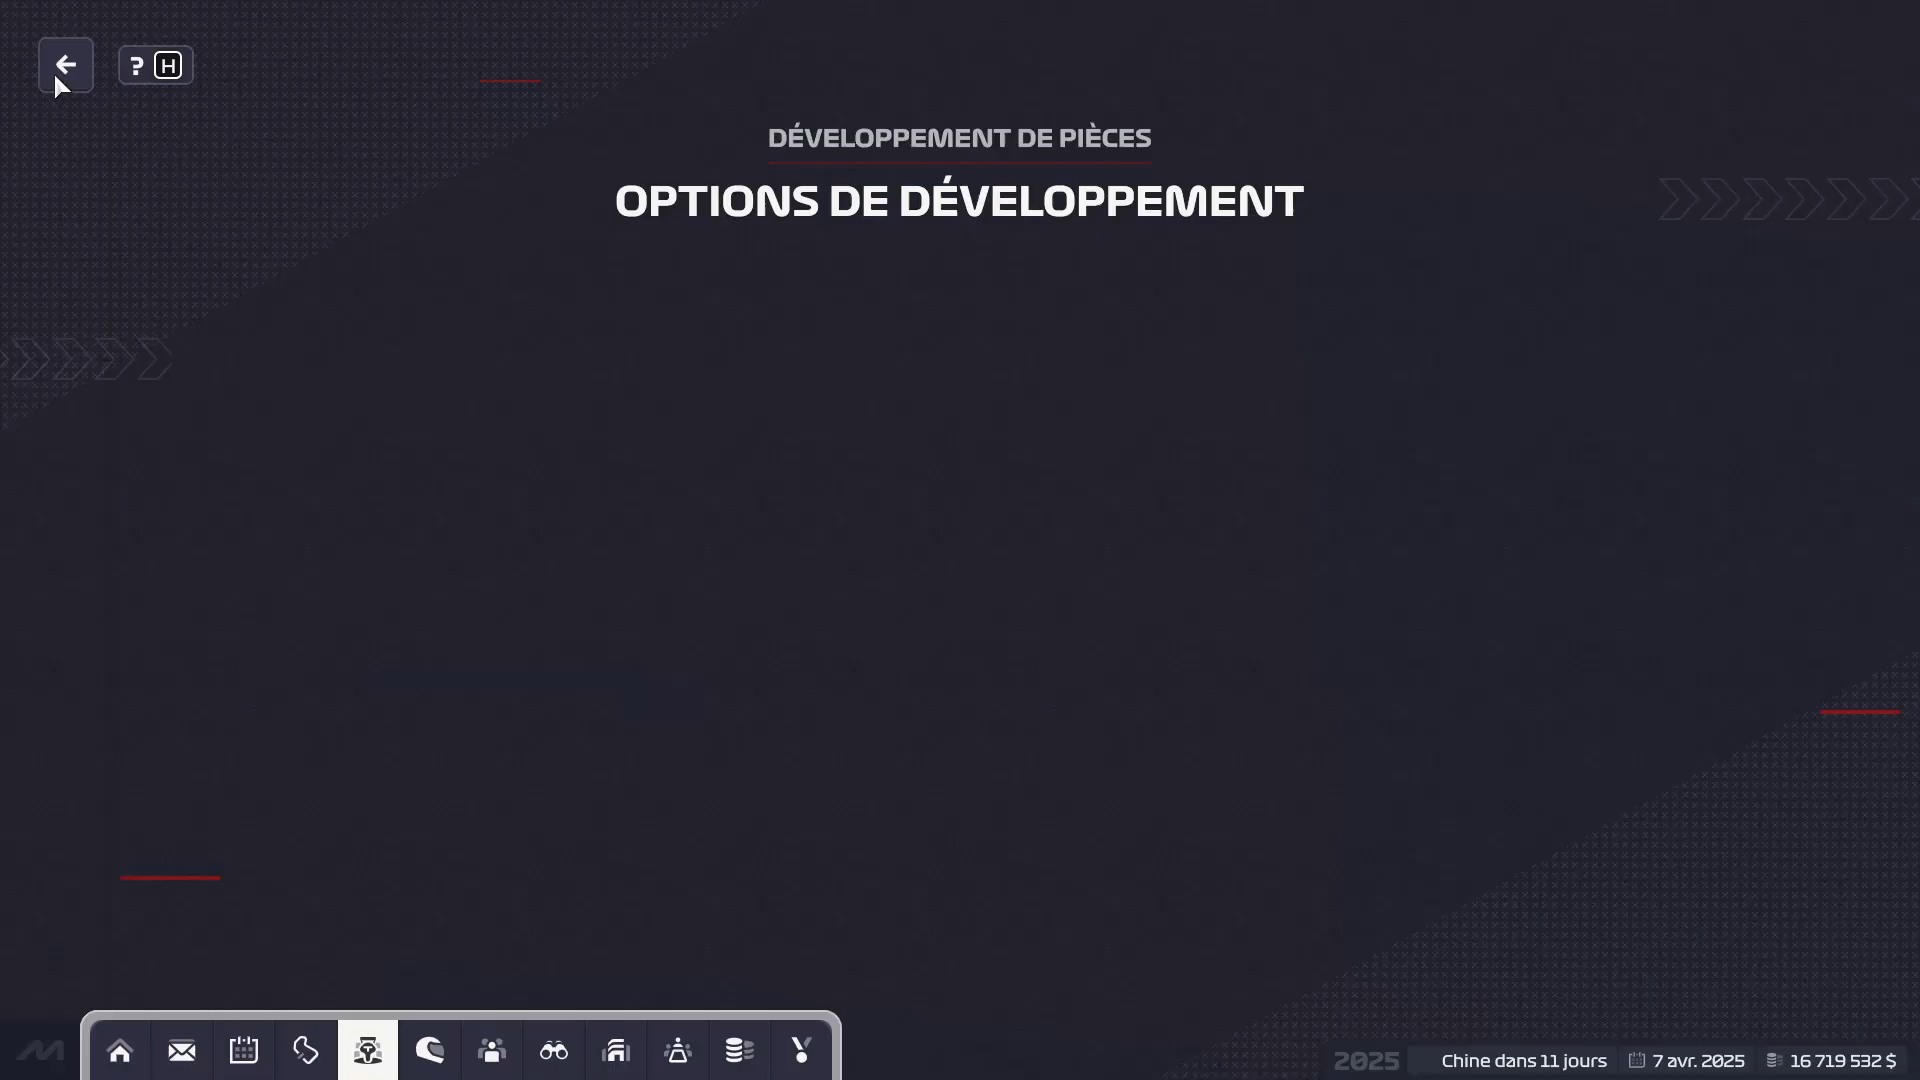 ? H
DÉVELOPPEMENT DE PIÈCES
OPTIONS DE DÉVELOPPEMENT
2025 Chine dans 11 jours 7 avr. 2025 16 719 532 $